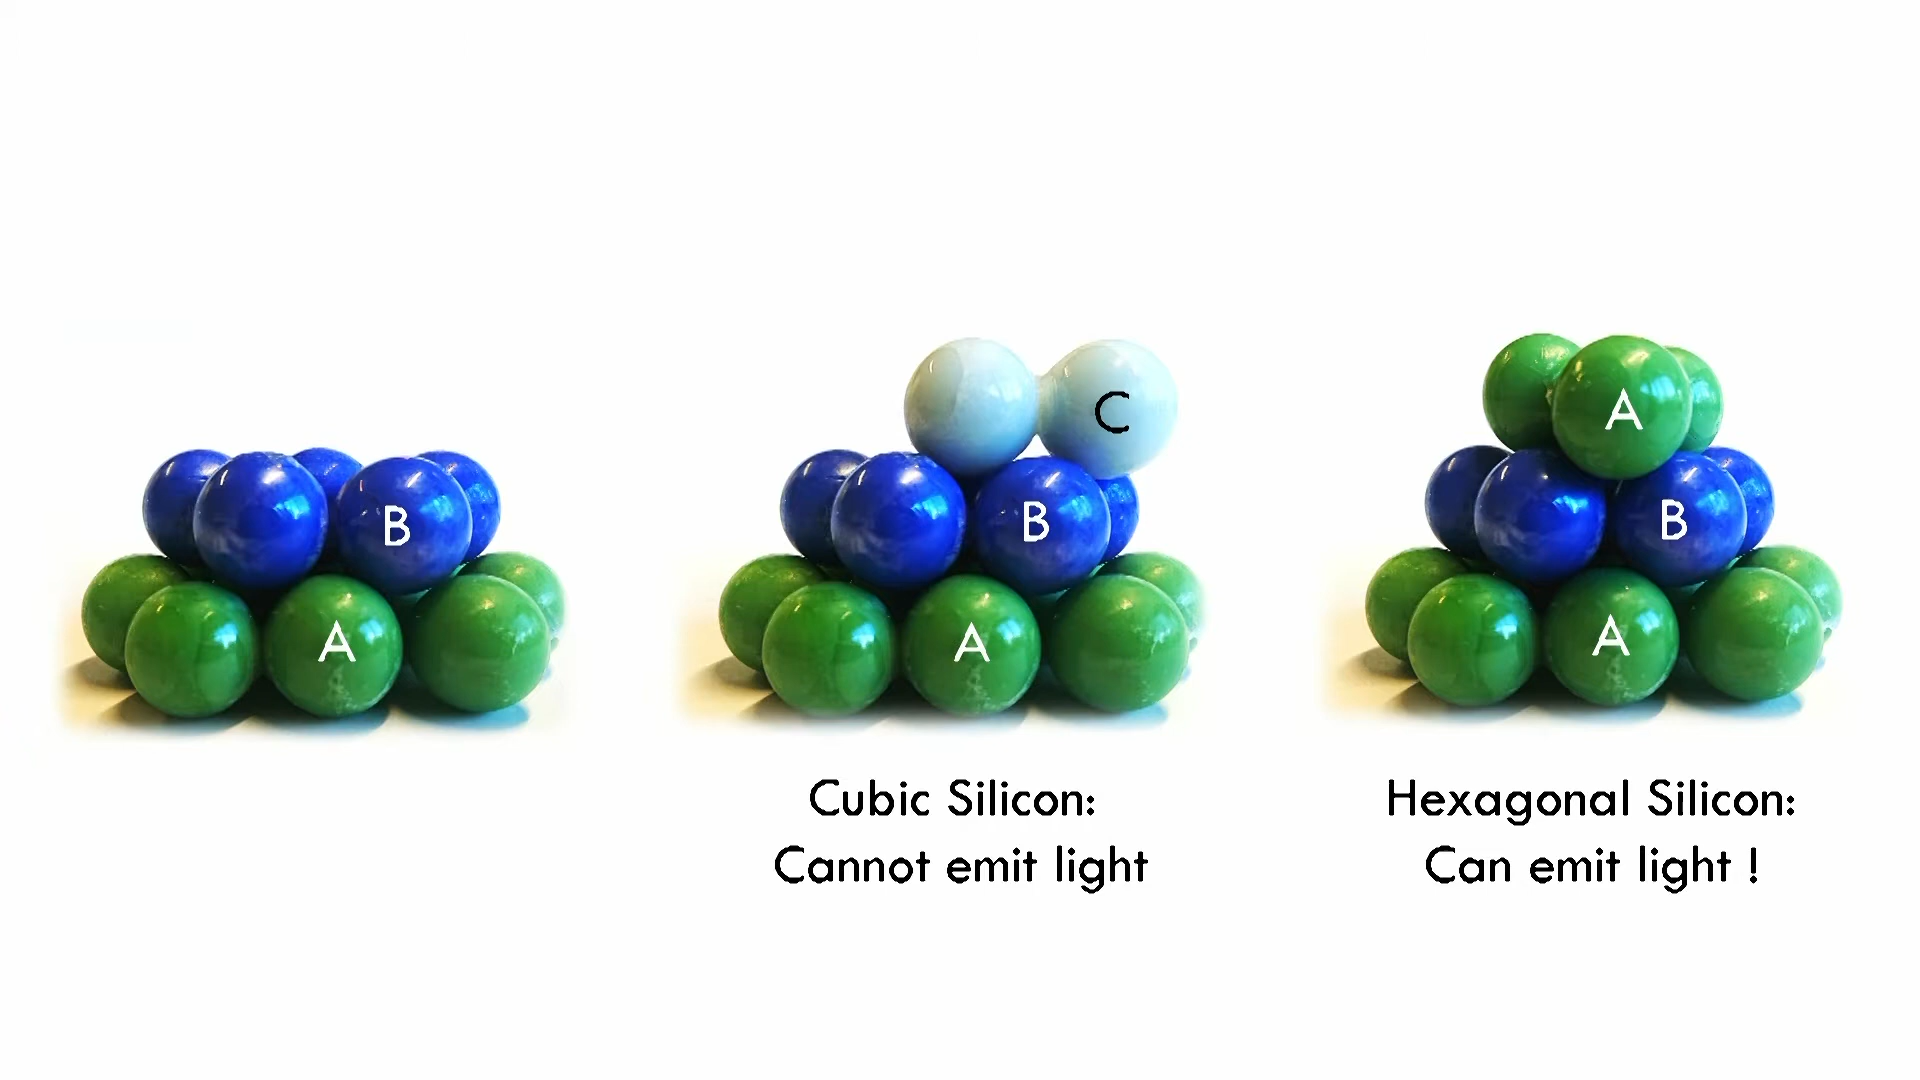 B
A
C
B
A
A
B
A
Cubic Silicon:
Cannot emit light
Hexagonal Silicon:
Can emit light !